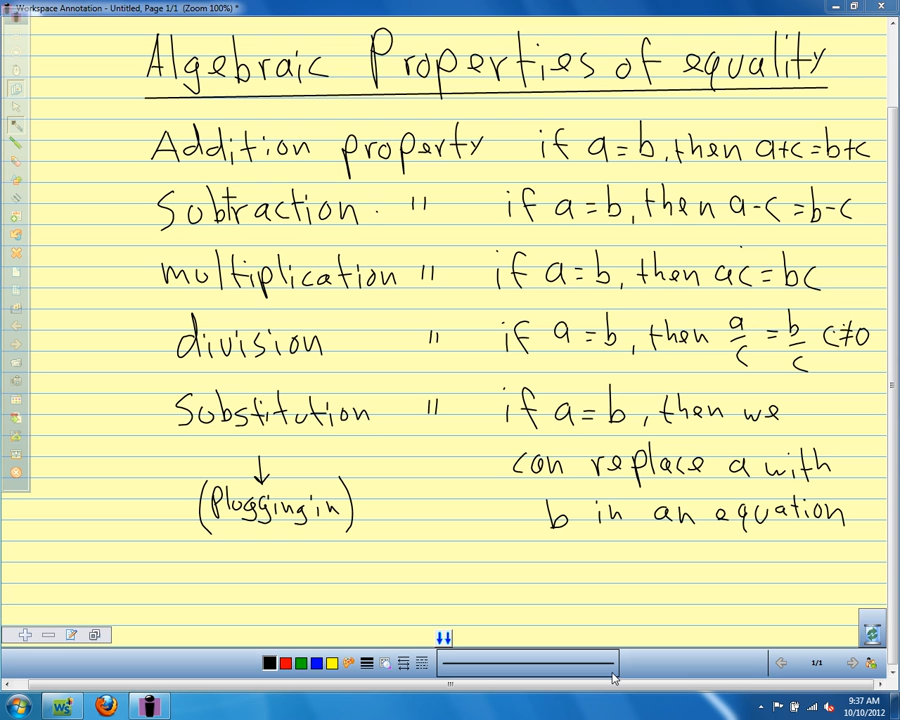 Workspace Annotation - Untitled, Page 1/1 (Zoom 100%) *
Algebraic Properties of equality
Addition property if a = b, then a+c = b+c
Subtraction. " if a = b, then a-c = b-c
multiplication " if a = b, then ac = bc
division " if a = b, then a/c = b/c c≠0
Substitution " if a = b, then we
can replace a with
(Pluggingin) b in an equation
1/1
9:37 AM
10/10/2012